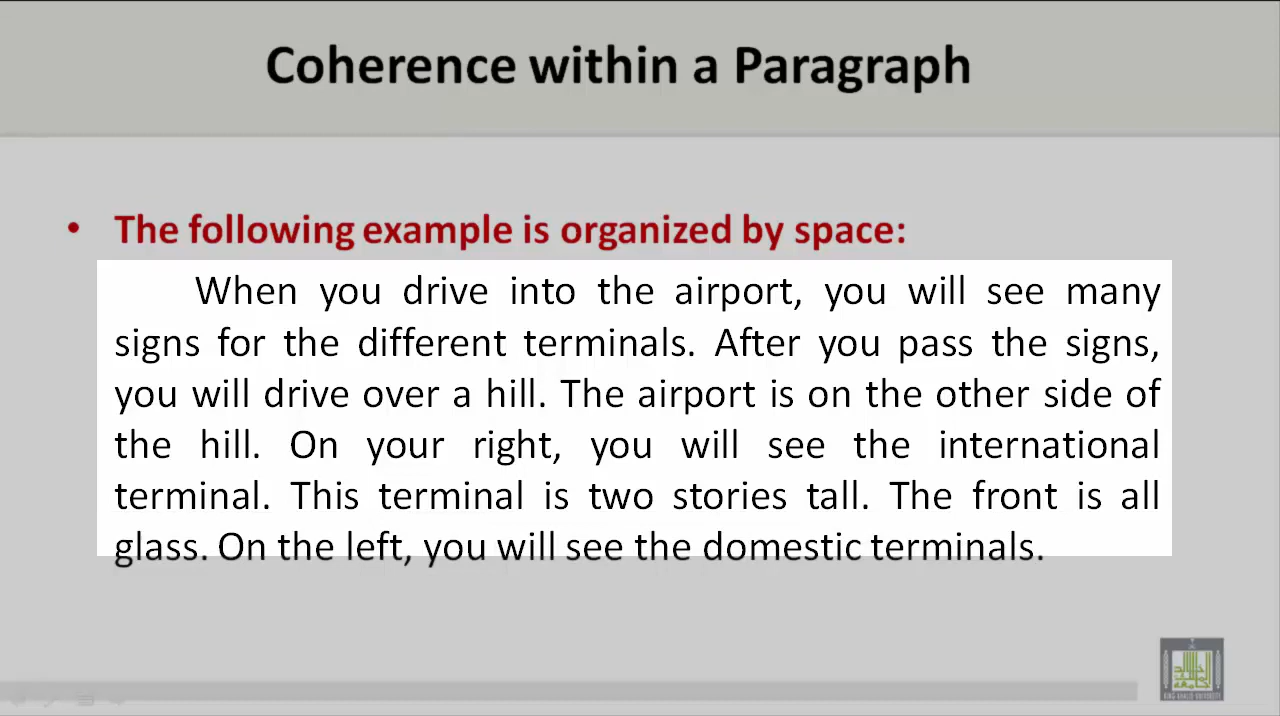 Coherence within a Paragraph
• The following example is organized by space:
When you drive into the airport, you will see many
signs for the different terminals. After you pass the signs,
you will drive over a hill. The airport is on the other side of
the hill. On your right, you will see the international
terminal. This terminal is two stories tall. The front is all
glass. On the left, you will see the domestic terminals.
KING KHALID UNIVERSITY